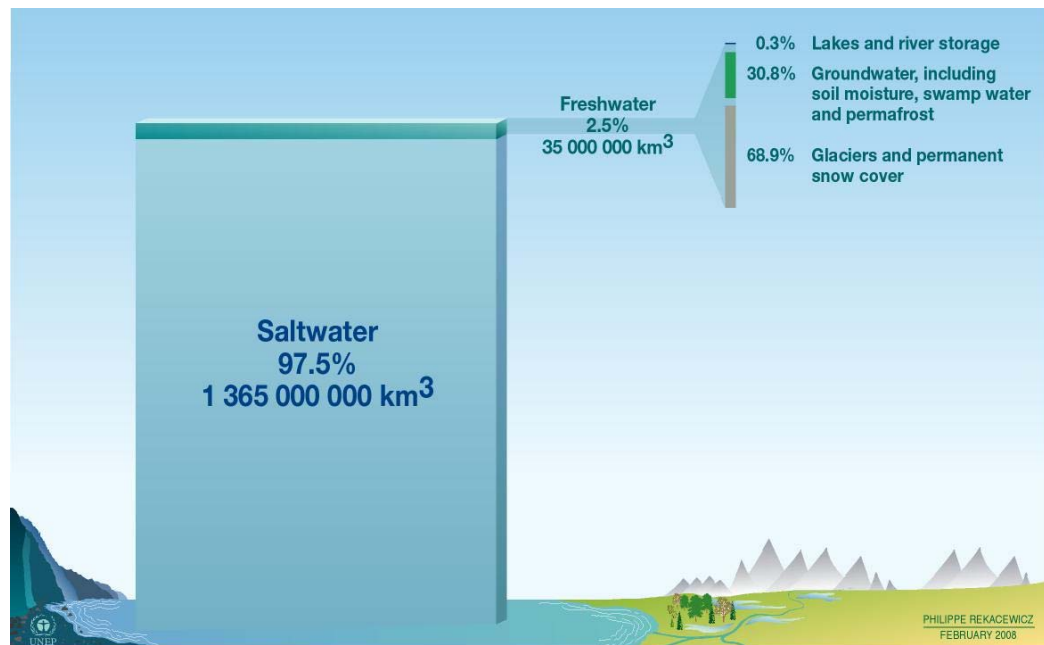 0.3% Lakes and river storage
30.8% Groundwater, including
soil moisture, swamp water
and permafrost
Freshwater
2.5%
35 000 000 km3
68.9% Glaciers and permanent
snow cover
Saltwater
97.5%
1 365 000 000 km3
UNEP
PHILIPPE REKACEWICZ
FEBRUARY 2008